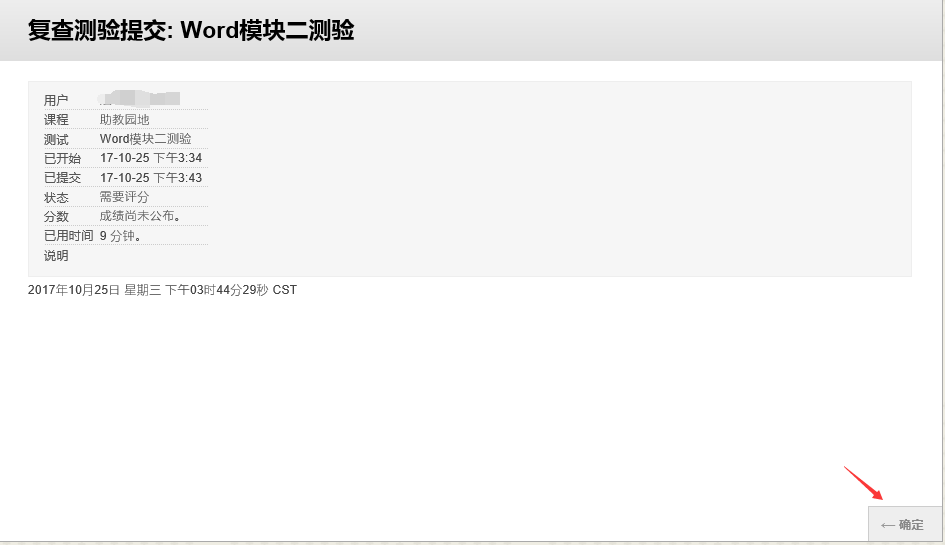 复查测验提交: Word模块二测验
用户
课程 助教园地
测试 Word模块二测验
已开始 17-10-25 下午3:34
已提交 17-10-25 下午3:43
状态 需要评分
分数 成绩尚未公布。
已用时间 9 分钟。
说明
2017年10月25日 星期三 下午03时44分29秒 CST
← 确定